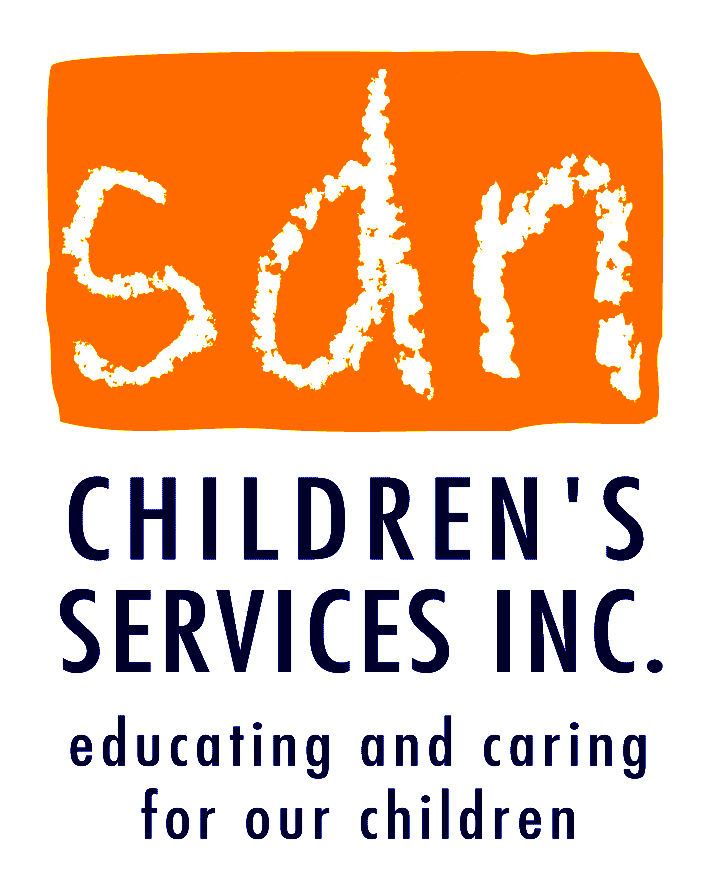 sdn
CHILDREN'S
SERVICES INC.
educating and caring
for our children